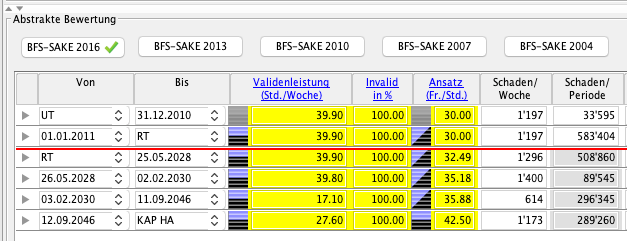 Abstrakte Bewertung
BFS-SAKE 2016 BFS-SAKE 2013 BFS-SAKE 2010 BFS-SAKE 2007 BFS-SAKE 2004
Von Bis Validenleistung (Std./Woche) Invalid in % Ansatz (Fr./Std.) Schaden/ Woche Schaden/ Periode
UT 31.12.2010 39.90 100.00 30.00 1'197 33'595
01.01.2011 RT 39.90 100.00 30.00 1'197 583'404
RT 25.05.2028 39.90 100.00 32.49 1'296 508'860
26.05.2028 02.02.2030 39.80 100.00 35.18 1'400 89'545
03.02.2030 11.09.2046 17.10 100.00 35.88 614 296'345
12.09.2046 KAP HA 27.60 100.00 42.50 1'173 289'260